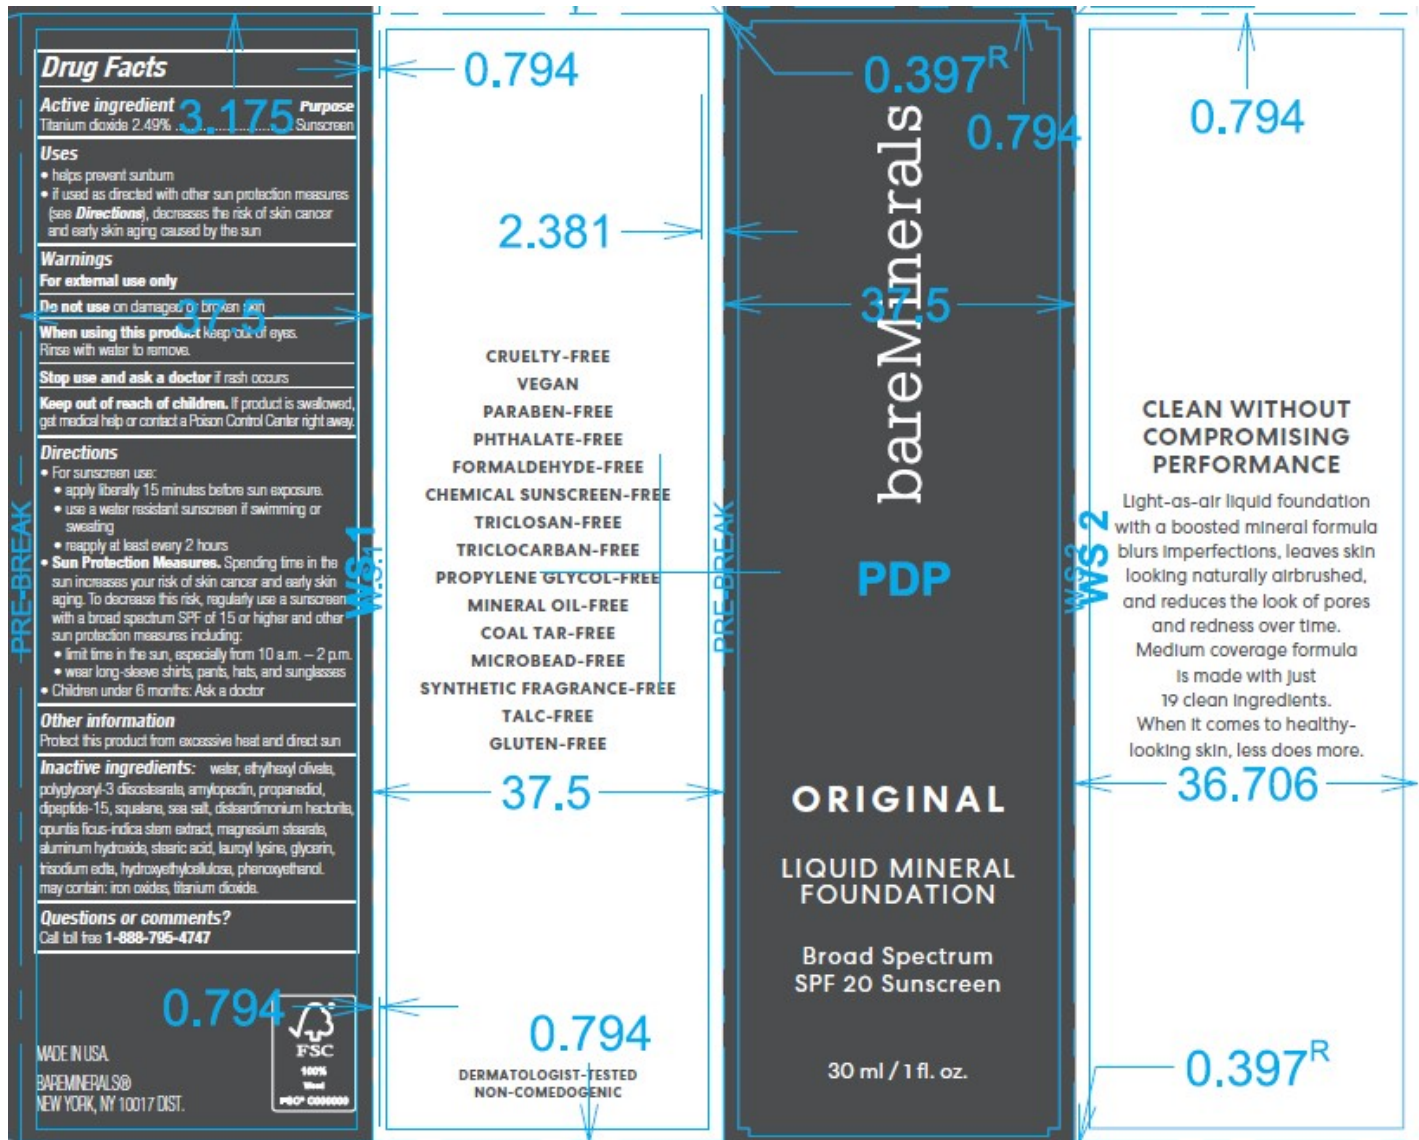 Drug Facts
Active ingredient Purpose
Titanium dioxide 2.49% ............................ Sunscreen
3.175
Uses
• helps prevent sunburn
• if used as directed with other sun protection measures
(see Directions), decreases the risk of skin cancer
and early skin aging caused by the sun
Warnings
For external use only
Do not use on damaged or broken skin
37.5
When using this product keep out of eyes.
Rinse with water to remove.
Stop use and ask a doctor if rash occurs
Keep out of reach of children. If product is swallowed,
get medical help or contact a Poison Control Center right away.
Directions
• For sunscreen use:
• apply liberally 15 minutes before sun exposure.
• use a water resistant sunscreen if swimming or
sweating
• reapply at least every 2 hours
• Sun Protection Measures. Spending time in the
sun increases your risk of skin cancer and early skin
aging. To decrease this risk, regularly use a sunscreen
with a broad spectrum SPF of 15 or higher and other
sun protection measures including:
• limit time in the sun, especially from 10 a.m. – 2 p.m.
• wear long-sleeve shirts, pants, hats, and sunglasses
• Children under 6 months: Ask a doctor
Other information
Protect this product from excessive heat and direct sun
Inactive ingredients: water, ethylhexyl olivate,
polyglyceryl-3 diisostearate, amylopectin, propanediol,
dipeptide-15, squalane, sea salt, disteardimonium hectorite,
opuntia ficus-indica stem extract, magnesium stearate,
aluminum hydroxide, stearic acid, lauroyl lysine, glycerin,
trisodium edta, hydroxyethylcellulose, phenoxyethanol.
may contain: iron oxides, titanium dioxide.
Questions or comments?
Call toll free 1-888-795-4747
0.794
FSC
100%
Wood
MADE IN USA.
BAREMINERALS®
NEW YORK, NY 10017 DIST.
PRE-BREAK
WS 1
W.S.1
0.794
2.381
CRUELTY-FREE
VEGAN
PARABEN-FREE
PHTHALATE-FREE
FORMALDEHYDE-FREE
CHEMICAL SUNSCREEN-FREE
TRICLOSAN-FREE
TRICLOCARBAN-FREE
PROPYLENE GLYCOL-FREE
MINERAL OIL-FREE
COAL TAR-FREE
MICROBEAD-FREE
SYNTHETIC FRAGRANCE-FREE
TALC-FREE
GLUTEN-FREE
37.5
0.794
DERMATOLOGIST-TESTED
NON-COMEDOGENIC
PRE-BREAK
0.397R
0.794
bareMinerals
37.5
PDP
ORIGINAL
LIQUID MINERAL
FOUNDATION
Broad Spectrum
SPF 20 Sunscreen
30 ml / 1 fl. oz.
W.S.2
WS 2
0.794
CLEAN WITHOUT
COMPROMISING
PERFORMANCE
Light-as-air liquid foundation
with a boosted mineral formula
blurs imperfections, leaves skin
looking naturally airbrushed,
and reduces the look of pores
and redness over time.
Medium coverage formula
is made with just
19 clean ingredients.
When it comes to healthy-
looking skin, less does more.
36.706
0.397R